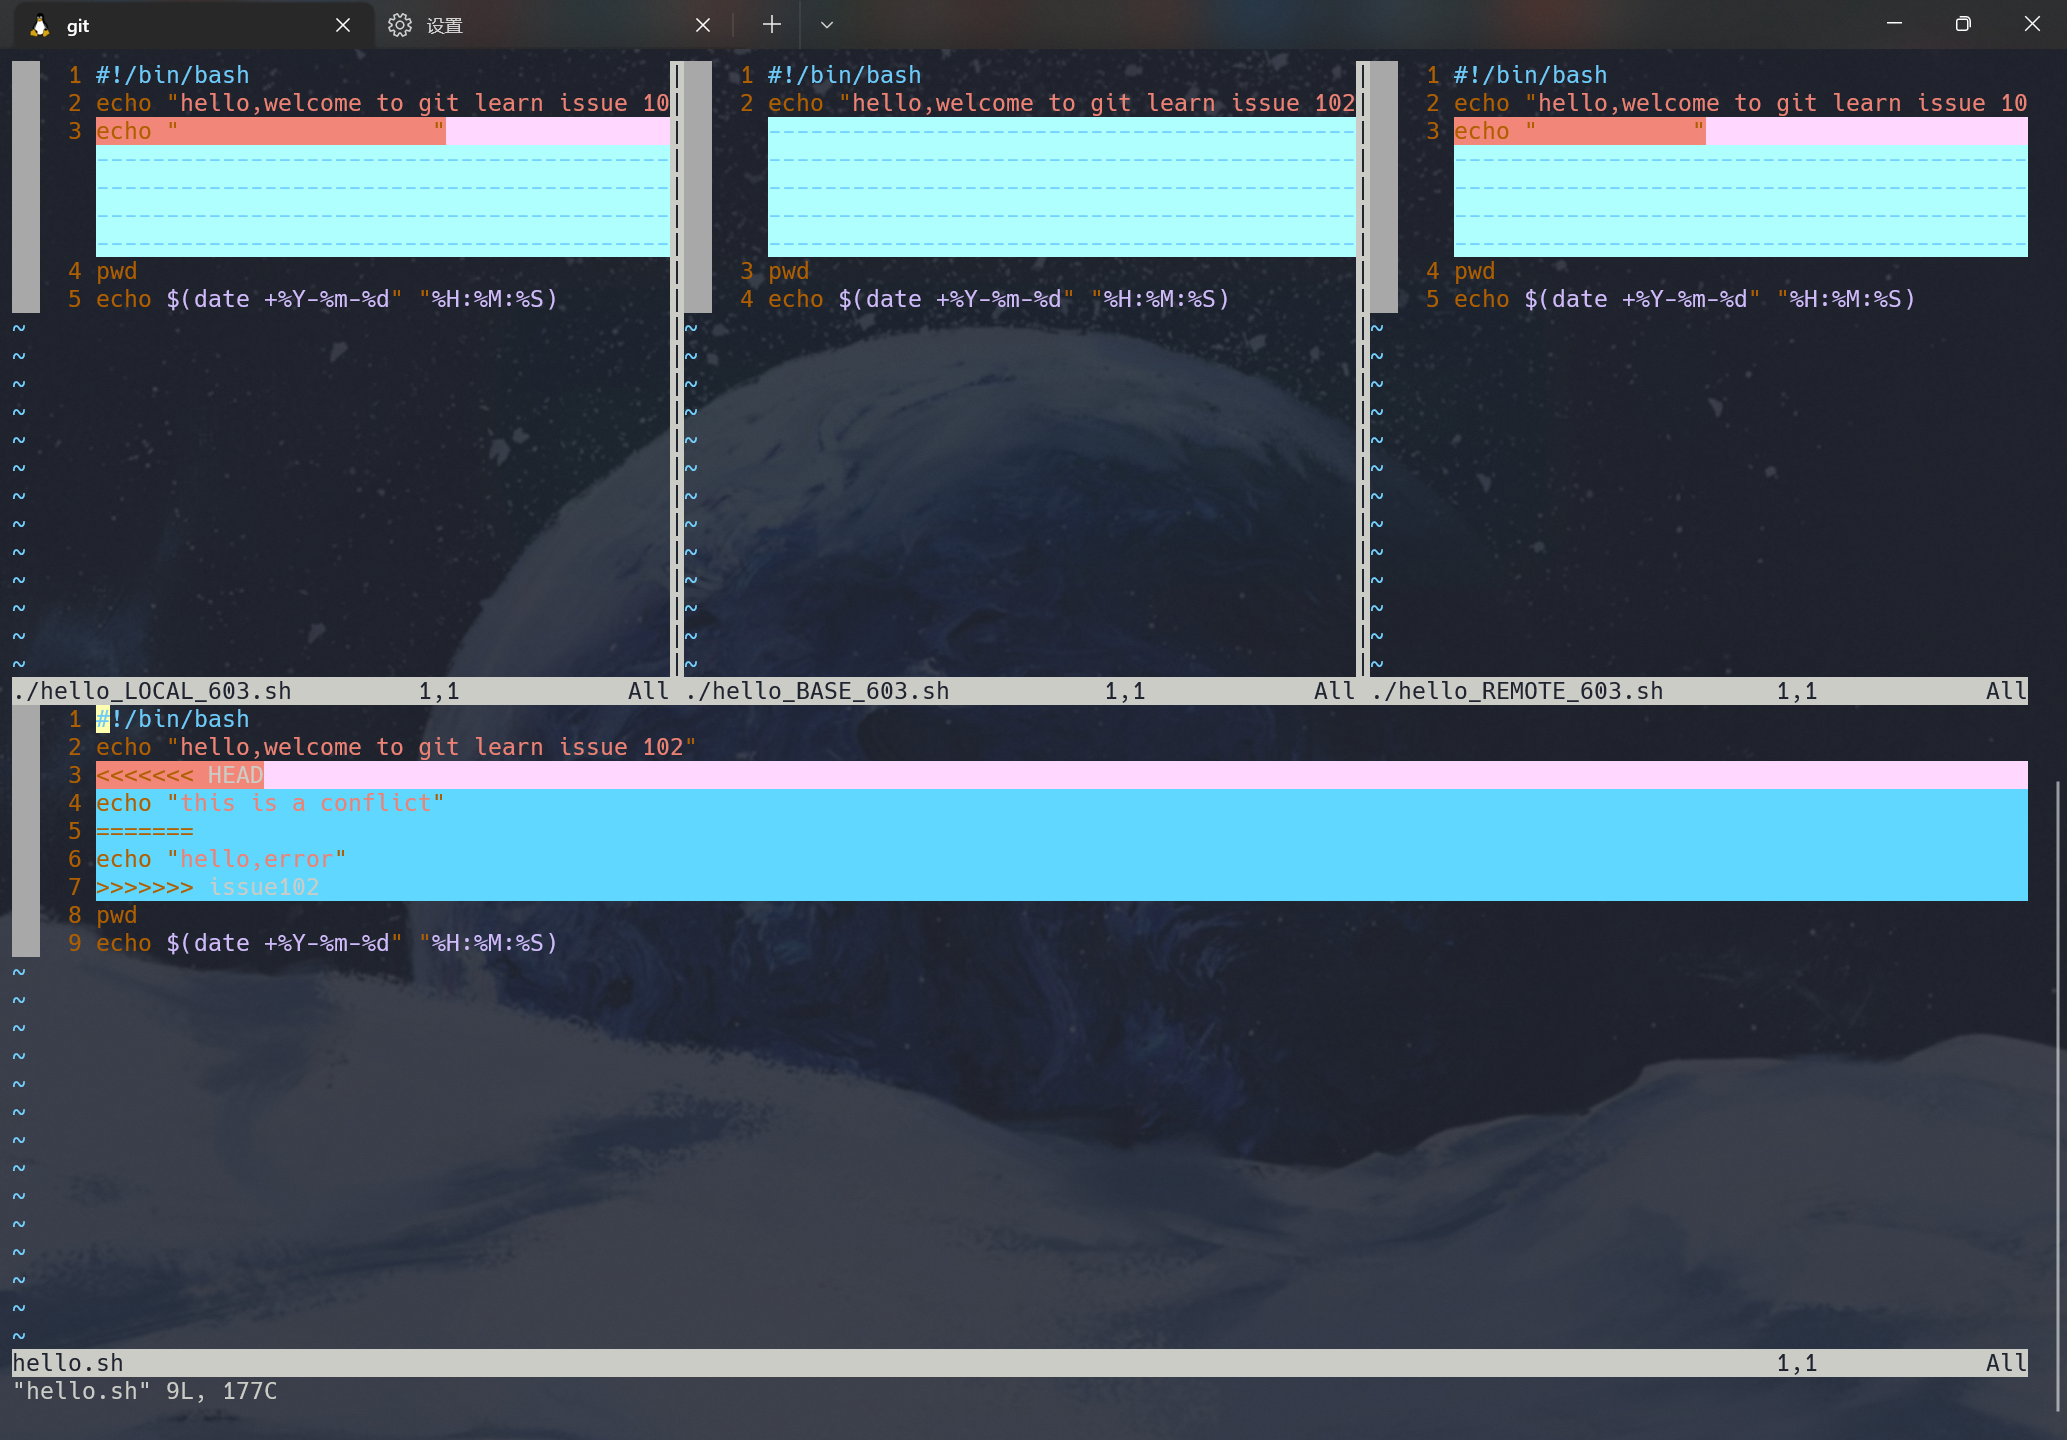 git
设置
1 #!/bin/bash
2 echo "hello,welcome to git learn issue 10
3 echo "                  "
4 pwd
5 echo $(date +%Y-%m-%d" "%H:%M:%S)
~
~
~
~
~
~
~
~
~
~
~
~
~
./hello_LOCAL_603.sh 1,1 All
1 #!/bin/bash
2 echo "hello,welcome to git learn issue 102
3 pwd
4 echo $(date +%Y-%m-%d" "%H:%M:%S)
~
~
~
~
~
~
~
~
~
~
~
~
~
./hello_BASE_603.sh 1,1 All
1 #!/bin/bash
2 echo "hello,welcome to git learn issue 10
3 echo "           "
4 pwd
5 echo $(date +%Y-%m-%d" "%H:%M:%S)
~
~
~
~
~
~
~
~
~
~
~
~
~
./hello_REMOTE_603.sh 1,1 All
1 #!/bin/bash
2 echo "hello,welcome to git learn issue 102"
3 <<<<<<< HEAD
4 echo "this is a conflict"
5 =======
6 echo "hello,error"
7 >>>>>>> issue102
8 pwd
9 echo $(date +%Y-%m-%d" "%H:%M:%S)
~
~
~
~
~
~
~
~
~
~
~
~
~
~
hello.sh 1,1 All
"hello.sh" 9L, 177C